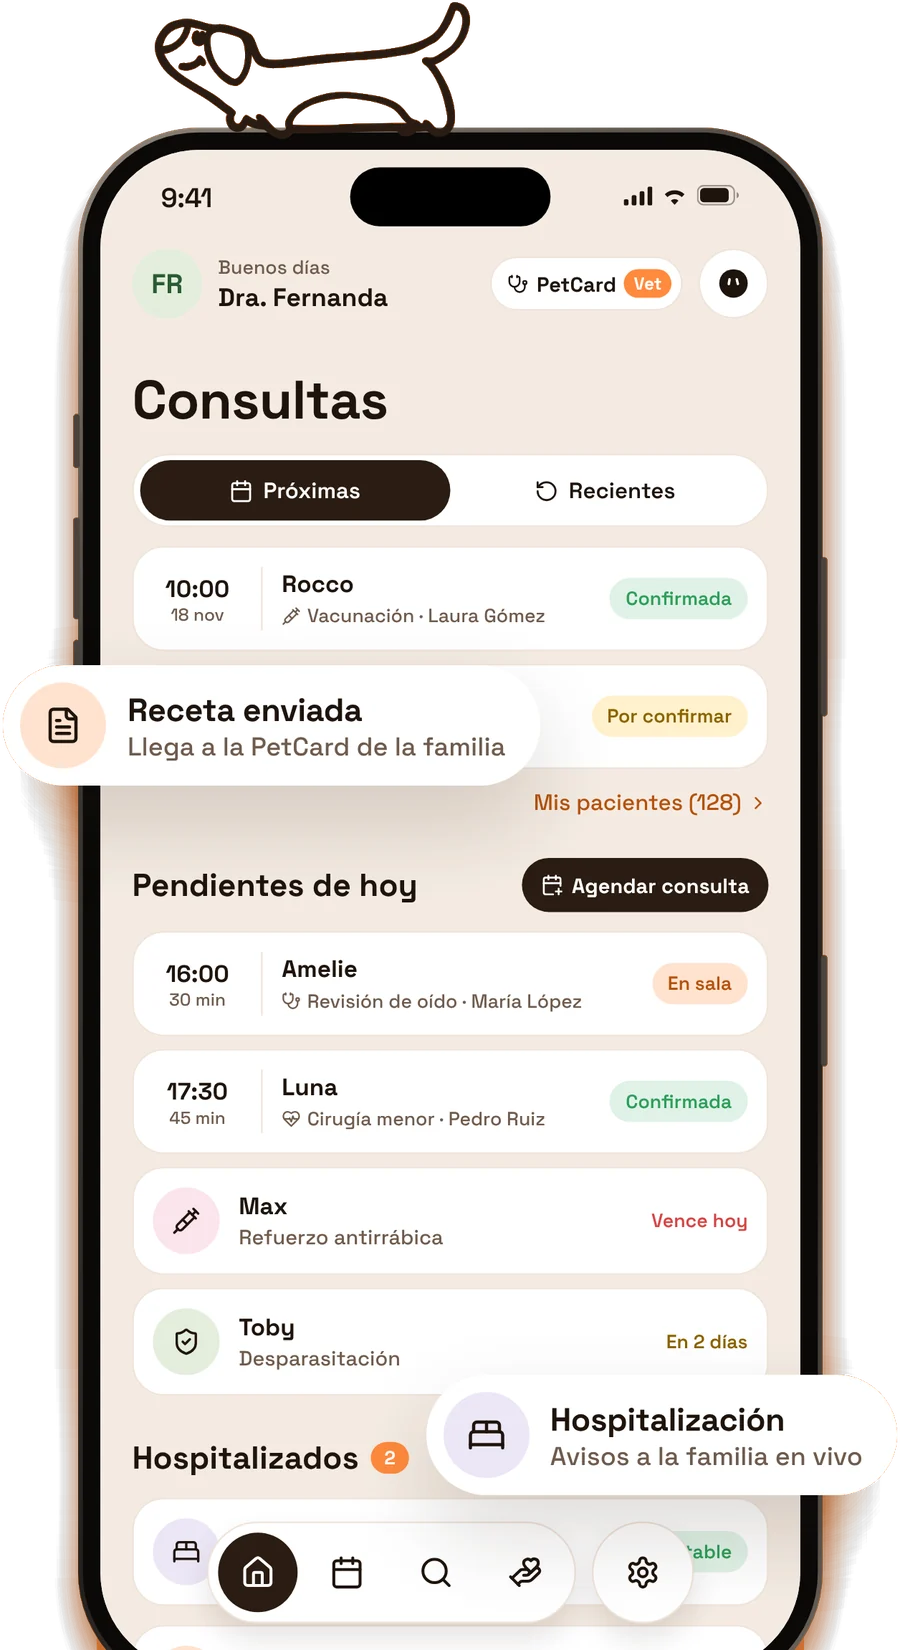 9:41
FR
Buenos días
Dra. Fernanda
PetCard Vet
Consultas
Próximas
Recientes
10:00
18 nov
Rocco
Vacunación · Laura Gómez
Confirmada
Receta enviada
Llega a la PetCard de la familia
Por confirmar
Mis pacientes (128)
Pendientes de hoy
Agendar consulta
16:00
30 min
Amelie
Revisión de oído · María López
En sala
17:30
45 min
Luna
Cirugía menor · Pedro Ruiz
Confirmada
Max
Refuerzo antirrábica
Vence hoy
Toby
Desparasitación
En 2 días
Hospitalización
Avisos a la familia en vivo
Hospitalizados 2